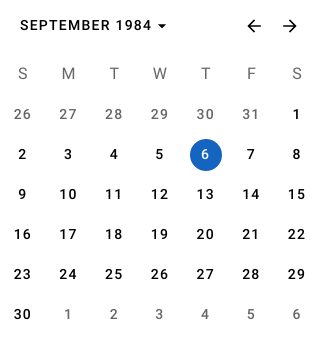 SEPTEMBER 1984
S M T W T F S
26 27 28 29 30 31 1
2 3 4 5 6 7 8
9 10 11 12 13 14 15
16 17 18 19 20 21 22
23 24 25 26 27 28 29
30 1 2 3 4 5 6